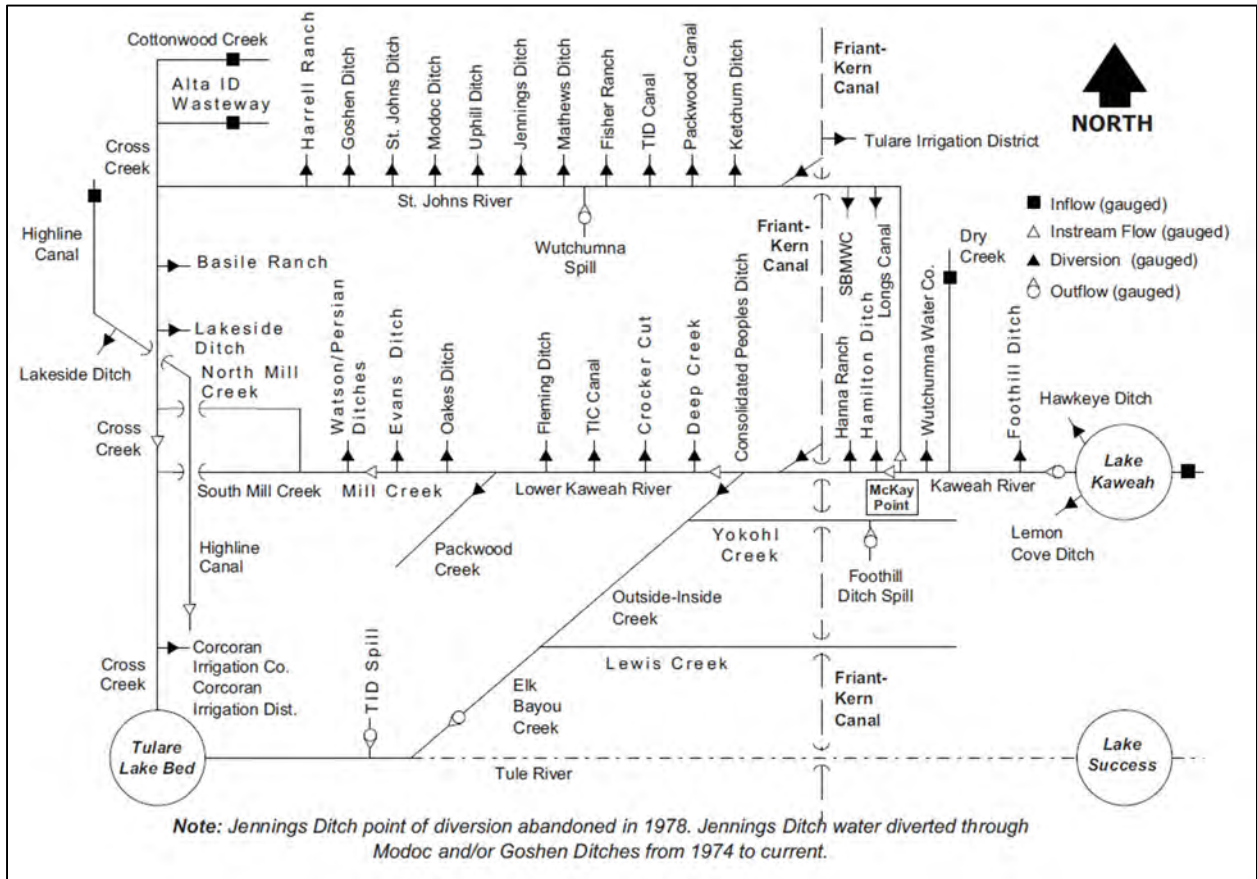 Cottonwood Creek
Alta ID
Wasteway
Cross
Creek
Harrell Ranch
Goshen Ditch
St. Johns Ditch
Modoc Ditch
Uphill Ditch
Jennings Ditch
Mathews Ditch
Fisher Ranch
TID Canal
Packwood Canal
Ketchum Ditch
Friant-
Kern
Canal
NORTH
Tulare Irrigation District
St. Johns River
Wutchumna
Spill
Highline
Canal
Basile Ranch
Lakeside
Ditch
Lakeside Ditch
North Mill
Creek
Friant-
Kern
Canal
SBMWC
Longs Canal
Dry
Creek
Inflow (gauged)
Instream Flow (gauged)
Diversion (gauged)
Outflow (gauged)
Watson/Persian
Ditches
Evans Ditch
Oakes Ditch
Fleming Ditch
TIC Canal
Crocker Cut
Deep Creek
Consolidated Peoples Ditch
Hanna Ranch
Hamilton Ditch
Wutchumna Water Co.
Foothill Ditch
Hawkeye Ditch
Lake
Kaweah
Cross
Creek
South Mill Creek
Mill Creek
Lower Kaweah River
McKay
Point
Kaweah River
Lemon
Cove Ditch
Highline
Canal
Packwood
Creek
Yokohl
Creek
Foothill
Ditch Spill
Outside-Inside
Creek
Lewis Creek
Cross
Creek
Corcoran
Irrigation Co.
Corcoran
Irrigation Dist.
TID Spill
Elk
Bayou
Creek
Friant-
Kern
Canal
Tulare
Lake Bed
Tule River
Lake
Success
Note: Jennings Ditch point of diversion abandoned in 1978. Jennings Ditch water diverted through
Modoc and/or Goshen Ditches from 1974 to current.